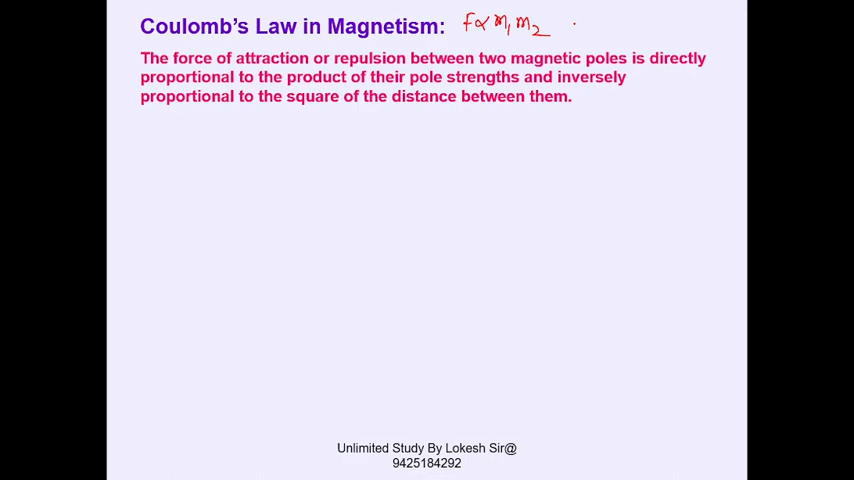 Coulomb's Law in Magnetism: F∝ m₁ m₂
The force of attraction or repulsion between two magnetic poles is directly
proportional to the product of their pole strengths and inversely
proportional to the square of the distance between them.
Unlimited Study By Lokesh Sir@
9425184292